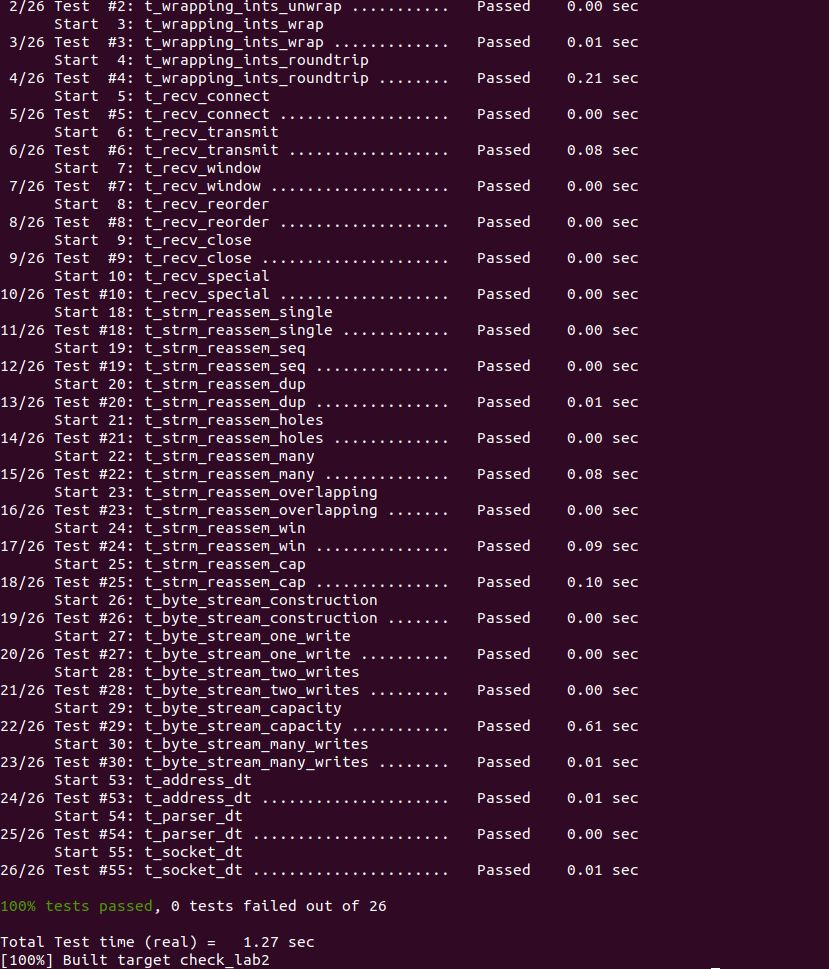 2/26 Test  #2: t_wrapping_ints_unwrap ...........   Passed    0.00 sec
      Start  3: t_wrapping_ints_wrap
 3/26 Test  #3: t_wrapping_ints_wrap .............   Passed    0.01 sec
      Start  4: t_wrapping_ints_roundtrip
 4/26 Test  #4: t_wrapping_ints_roundtrip ........   Passed    0.21 sec
      Start  5: t_recv_connect
 5/26 Test  #5: t_recv_connect ...................   Passed    0.00 sec
      Start  6: t_recv_transmit
 6/26 Test  #6: t_recv_transmit ..................   Passed    0.08 sec
      Start  7: t_recv_window
 7/26 Test  #7: t_recv_window ....................   Passed    0.00 sec
      Start  8: t_recv_reorder
 8/26 Test  #8: t_recv_reorder ...................   Passed    0.00 sec
      Start  9: t_recv_close
 9/26 Test  #9: t_recv_close .....................   Passed    0.00 sec
      Start 10: t_recv_special
10/26 Test #10: t_recv_special ...................   Passed    0.00 sec
      Start 18: t_strm_reassem_single
11/26 Test #18: t_strm_reassem_single ............   Passed    0.00 sec
      Start 19: t_strm_reassem_seq
12/26 Test #19: t_strm_reassem_seq ...............   Passed    0.00 sec
      Start 20: t_strm_reassem_dup
13/26 Test #20: t_strm_reassem_dup ...............   Passed    0.01 sec
      Start 21: t_strm_reassem_holes
14/26 Test #21: t_strm_reassem_holes .............   Passed    0.00 sec
      Start 22: t_strm_reassem_many
15/26 Test #22: t_strm_reassem_many ..............   Passed    0.08 sec
      Start 23: t_strm_reassem_overlapping
16/26 Test #23: t_strm_reassem_overlapping .......   Passed    0.00 sec
      Start 24: t_strm_reassem_win
17/26 Test #24: t_strm_reassem_win ...............   Passed    0.09 sec
      Start 25: t_strm_reassem_cap
18/26 Test #25: t_strm_reassem_cap ...............   Passed    0.10 sec
      Start 26: t_byte_stream_construction
19/26 Test #26: t_byte_stream_construction .......   Passed    0.00 sec
      Start 27: t_byte_stream_one_write
20/26 Test #27: t_byte_stream_one_write ..........   Passed    0.00 sec
      Start 28: t_byte_stream_two_writes
21/26 Test #28: t_byte_stream_two_writes .........   Passed    0.00 sec
      Start 29: t_byte_stream_capacity
22/26 Test #29: t_byte_stream_capacity ...........   Passed    0.61 sec
      Start 30: t_byte_stream_many_writes
23/26 Test #30: t_byte_stream_many_writes ........   Passed    0.01 sec
      Start 53: t_address_dt
24/26 Test #53: t_address_dt .....................   Passed    0.01 sec
      Start 54: t_parser_dt
25/26 Test #54: t_parser_dt ......................   Passed    0.00 sec
      Start 55: t_socket_dt
26/26 Test #55: t_socket_dt ......................   Passed    0.01 sec

100% tests passed, 0 tests failed out of 26

Total Test time (real) =   1.27 sec
[100%] Built target check_lab2